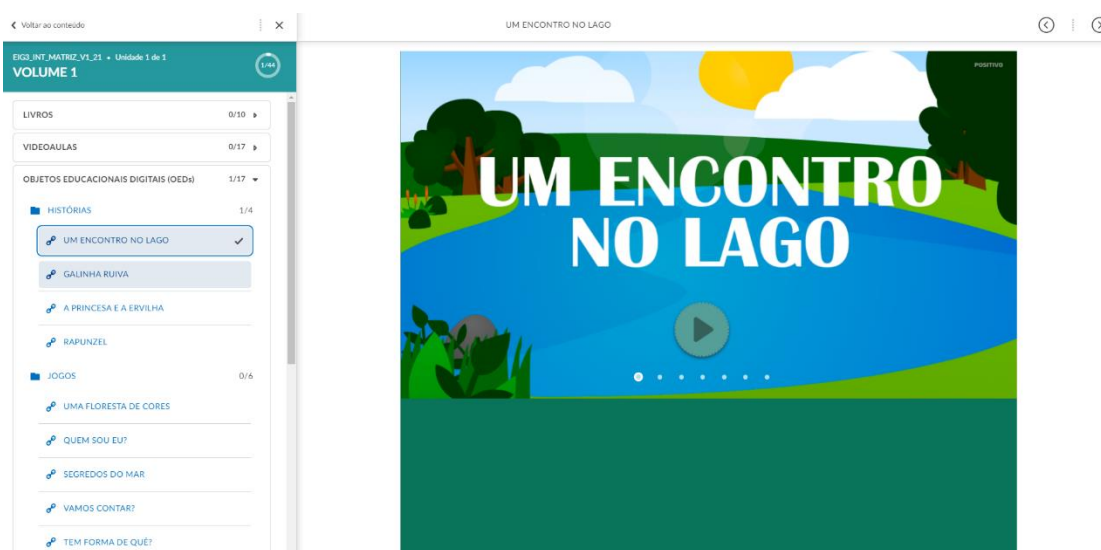 Voltar ao conteúdo
EIG3_INT_MATRIZ_V1_21 • Unidade 1 de 1
VOLUME 1
1/44
LIVROS 0/10
VIDEOAULAS 0/17
OBJETOS EDUCACIONAIS DIGITAIS (OEDs) 1/17
HISTÓRIAS 1/4
UM ENCONTRO NO LAGO
GALINHA RUIVA
A PRINCESA E A ERVILHA
RAPUNZEL
JOGOS 0/6
UMA FLORESTA DE CORES
QUEM SOU EU?
SEGREDOS DO MAR
VAMOS CONTAR?
TEM FORMA DE QUÊ?
UM ENCONTRO NO LAGO
POSITIVO
UM ENCONTRO
NO LAGO